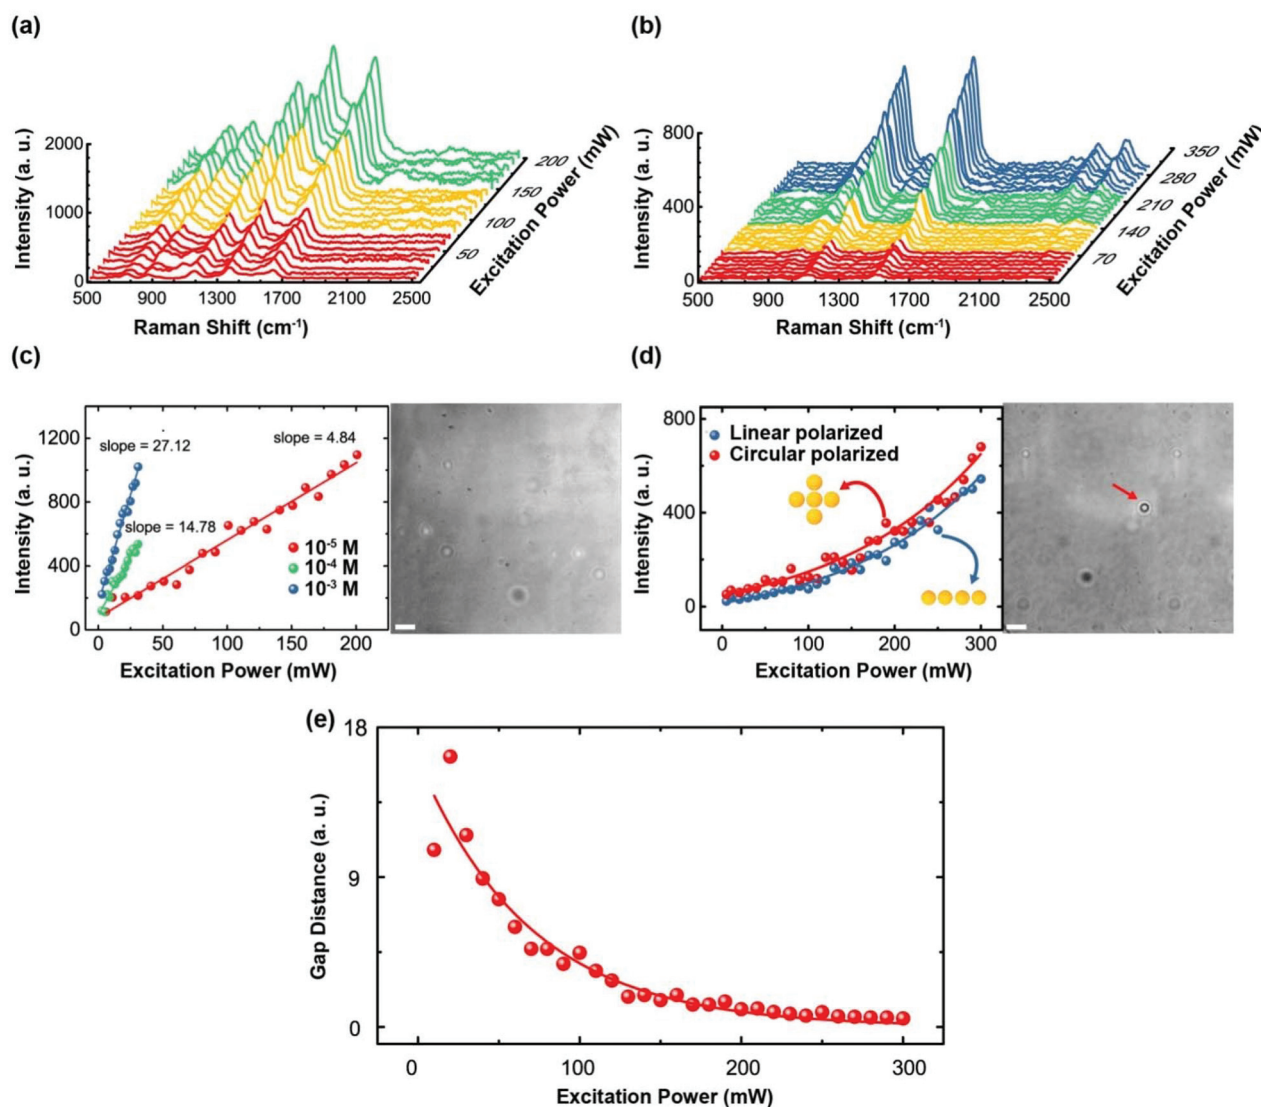 (a)
2000
1000
0
Intensity (a. u.)
500 900 1300 1700 2100 2500
Raman Shift (cm⁻¹)
50 100 150 200
Excitation Power (mW)
(b)
800
400
0
Intensity (a. u.)
500 900 1300 1700 2100 2500
Raman Shift (cm⁻¹)
70 140 210 280 350
Excitation Power (mW)
(c)
1200
800
400
0
Intensity (a. u.)
slope = 27.12
slope = 4.84
slope = 14.78
10⁻⁵ M
10⁻⁴ M
10⁻³ M
0 50 100 150 200
Excitation Power (mW)
(d)
800
400
0
Intensity (a. u.)
Linear polarized
Circular polarized
0 100 200 300
Excitation Power (mW)
(e)
18
9
0
Gap Distance (a. u.)
0 100 200 300
Excitation Power (mW)